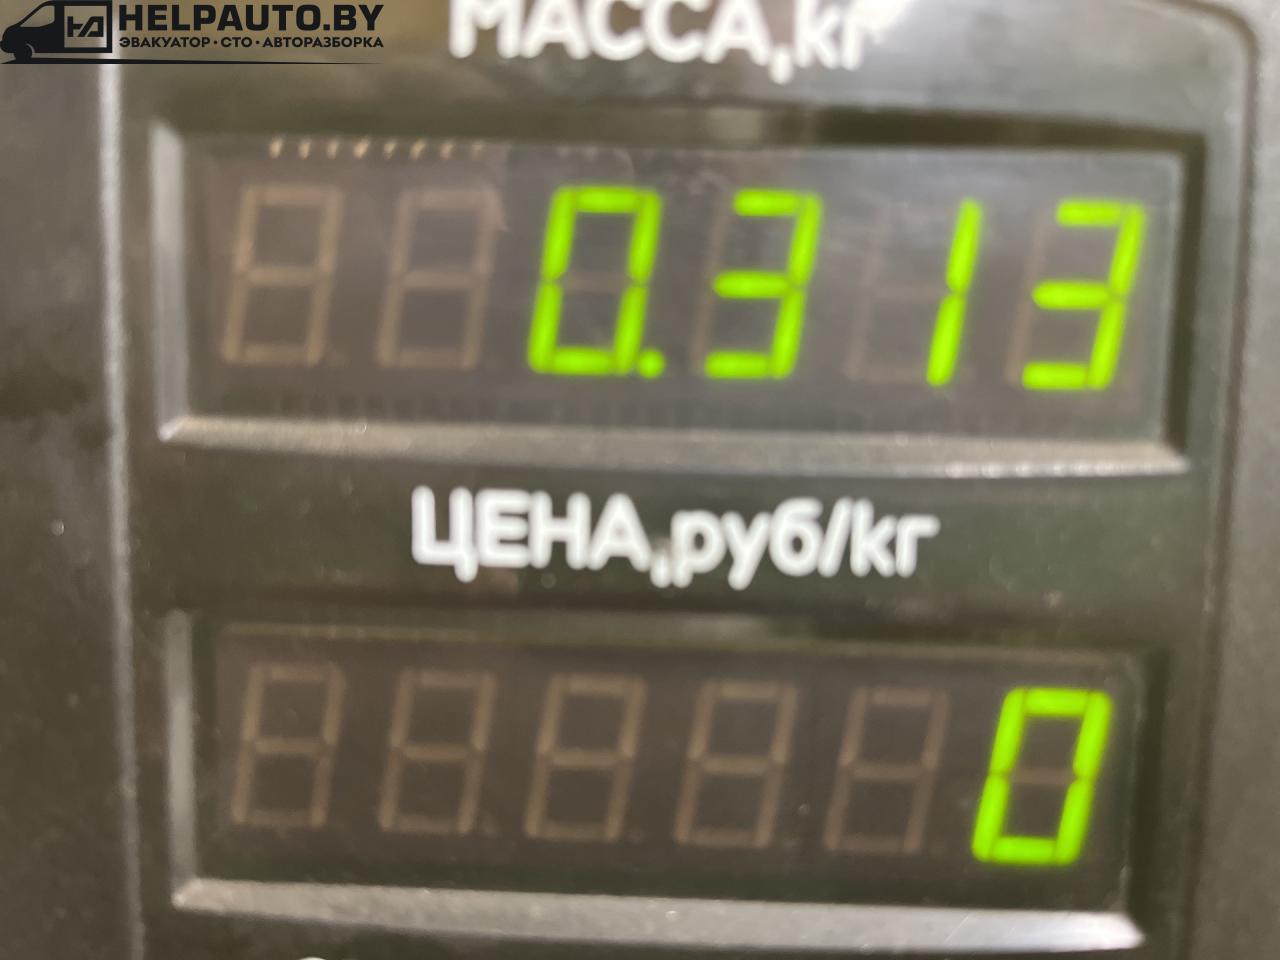 HELPAUTO.BY
ЭВАКУАТОР · СТО · АВТОРАЗБОРКА
МАССА,кг
0.313
ЦЕНА,руб/кг
0